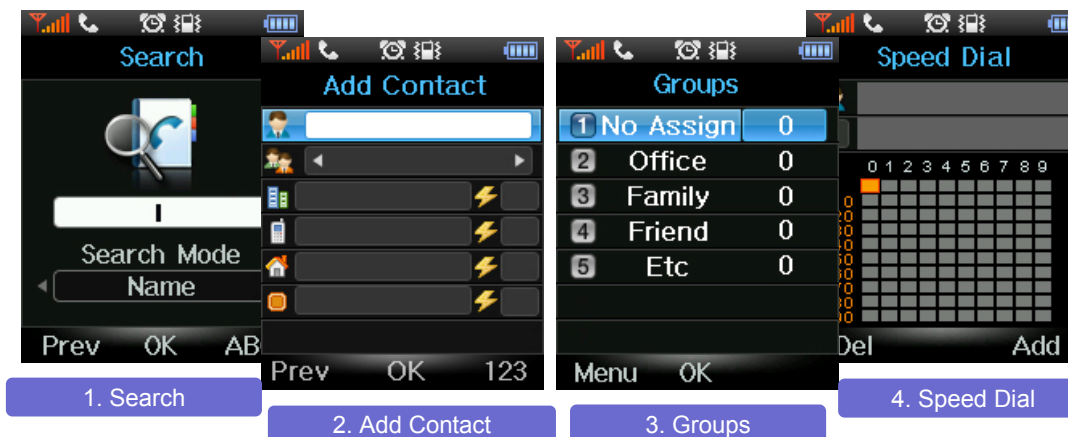 Search
Search Mode
Name
Prev OK AB
1. Search
Add Contact
Prev OK 123
2. Add Contact
Groups
1 No Assign 0
2 Office 0
3 Family 0
4 Friend 0
5 Etc 0
Menu OK
3. Groups
Speed Dial
0 1 2 3 4 5 6 7 8 9
Del Add
4. Speed Dial